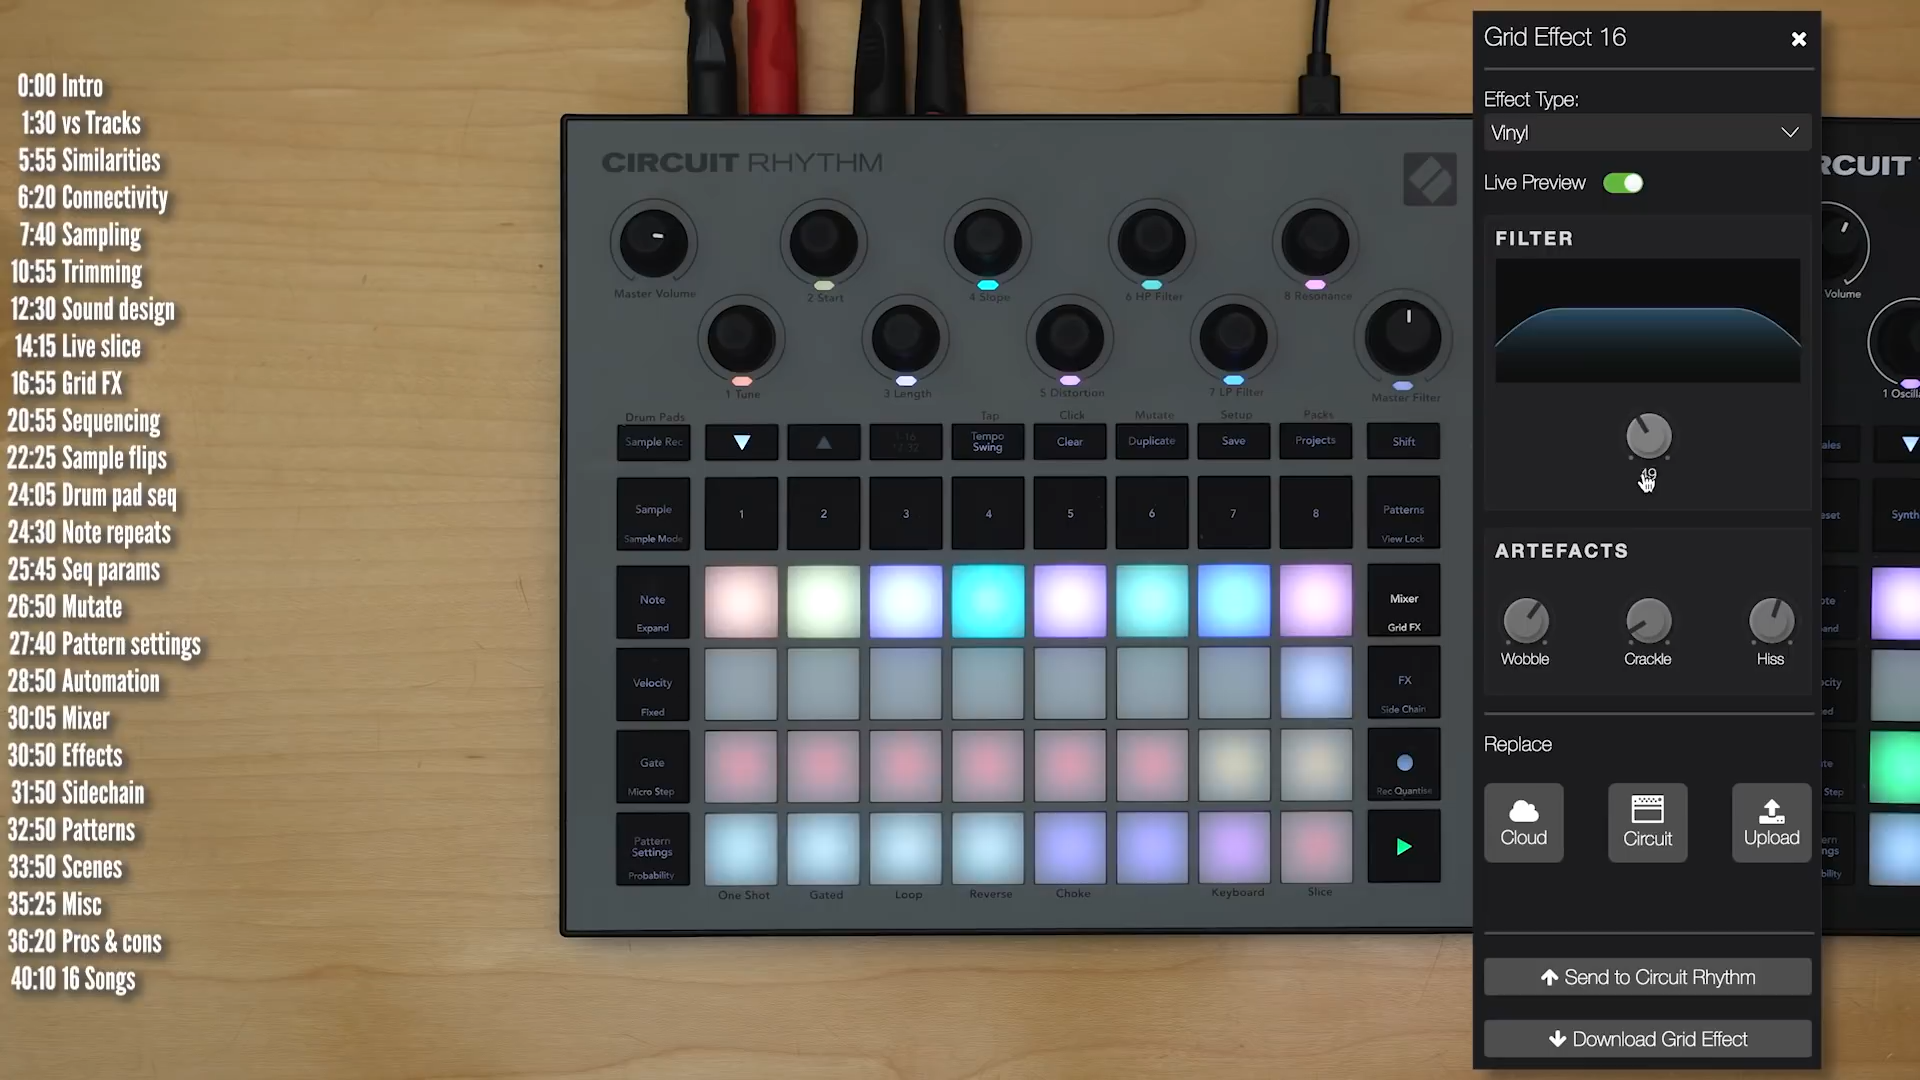 0:00 Intro
1:30 vs Tracks
5:55 Similarities
6:20 Connectivity
7:40 Sampling
10:55 Trimming
12:30 Sound design
14:15 Live slice
16:55 Grid FX
20:55 Sequencing
22:25 Sample flips
24:05 Drum pad seq
24:30 Note repeats
25:45 Seq params
26:50 Mutate
27:40 Pattern settings
28:50 Automation
30:05 Mixer
30:50 Effects
31:50 Sidechain
32:50 Patterns
33:50 Scenes
35:25 Misc
36:20 Pros & cons
40:10 16 Songs
CIRCUIT RHYTHM
Master Volume
2 Start
4 Slope
6 HP Filter
8 Resonance
1 Tune
3 Length
5 Distortion
7 LP Filter
Master Filter
Drum Pads
Tap:
Click
Mutate
Setup
Packs
Sample Rec
1-16
17-32
Tempo
Swing
Clear
Duplicate
Save
Projects
Shift
Sample
Sample Mode
1
2
3
4
5
6
7
8
Patterns
View Lock
Note
Expand
Mixer
Grid FX
Velocity
Fixed
FX
Side Chain
Gate
Micro Step
Rec Quantise
Pattern
Settings
Probability
One Shot
Gated
Loop
Reverse
Choke
Keyboard
Slice
Grid Effect 16
Effect Type:
Vinyl
Live Preview
FILTER
49
ARTEFACTS
Wobble
Crackle
Hiss
Replace
Cloud
Circuit
Upload
Send to Circuit Rhythm
Download Grid Effect
RCUIT
Volume
1 Oscilla
Synth